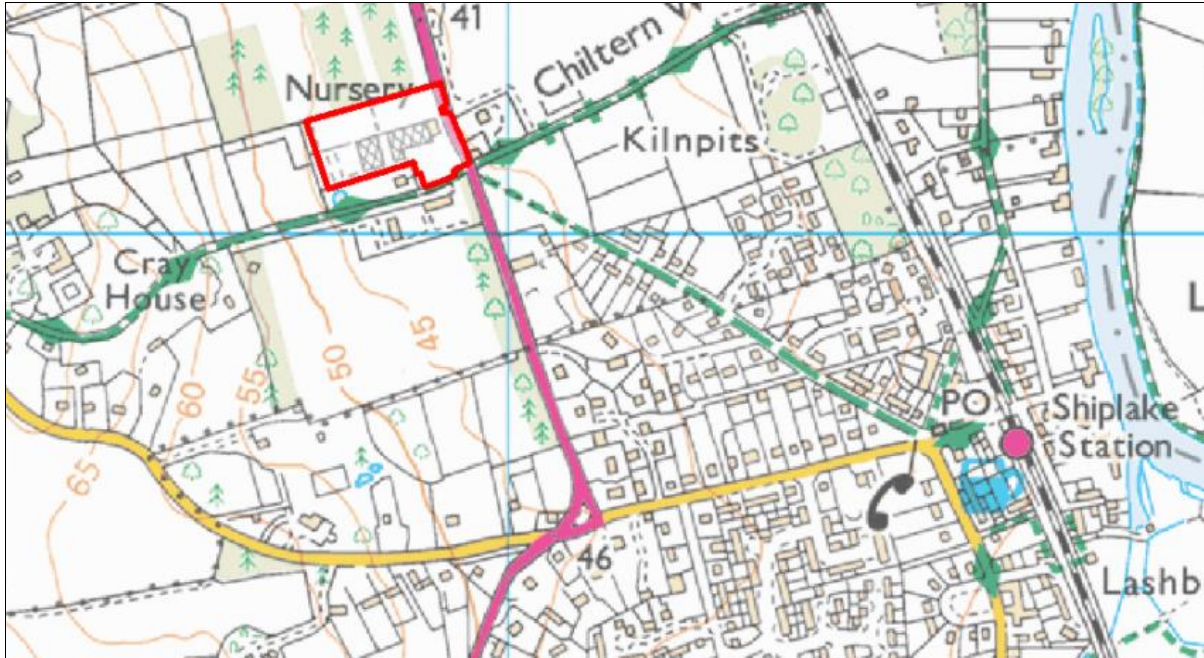 41
Chiltern W
Nursery
Kilnpits
Cray
House
L
45
50
55
60
65
PO
Shiplake
Station
46
Lashb